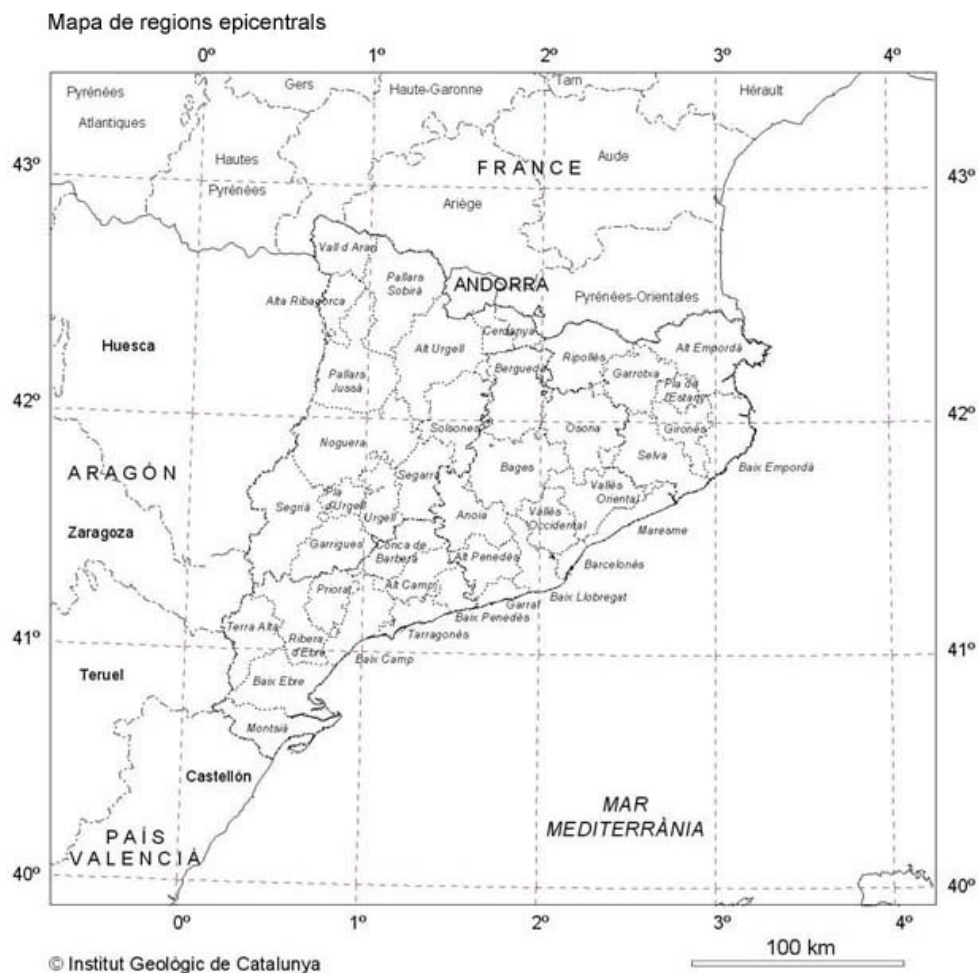 Mapa de regions epicentrals
0º 1º 2º 3º 4º
Pyrénées
Atlantiques
Gers
Haute-Garonne
Tarn
Hérault
Hautes
Pyrénées
Aude
FRANCE
Ariège
43º
43º
Vall d Aran
Pallars
Sobirà
ANDORRA
Pyrénées-Orientales
Alta Ribagorca
Cerdanya
Huesca
Alt Urgell
Ripollès
Alt Empordà
Berguedà
Garrotxa
Pallars
Jussà
Pla de
l'Estany
42º
42º
Solsones
Osona
Gironès
Noguera
Selva
Baix Empordà
ARAGÓN
Segarra
Bages
Vallès
Oriental
Pla
d'Urgell
Segrià
Urgell
Anoia
Vallès
Occidental
Maresme
Zaragoza
Garrigues
Conca de
Barberà
Alt Penedès
Barcelonès
Priorat
Alt Camp
Baix Llobregat
Garraf
Baix Penedès
Terra Alta
Ribera
d'Ebre
Tarragonès
41º
41º
Baix Camp
Teruel
Baix Ebre
Montsià
Castellón
MAR
MEDITERRÀNIA
PAÍS
VALENCIÀ
40º
40º
0º 1º 2º 3º 4º
© Institut Geològic de Catalunya
100 km